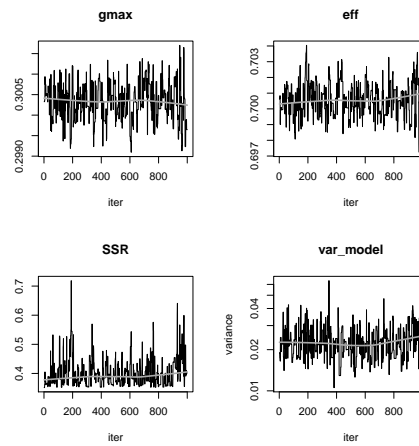 gmax
0.3005
0.2990
0 200 400 600 800
iter
eff
0.703
0.700
0.697
0 200 400 600 800
iter
SSR
0.7
0.6
0.5
0.4
0 200 400 600 800
iter
var_model
variance
0.04
0.02
0.01
0 200 400 600 800
iter